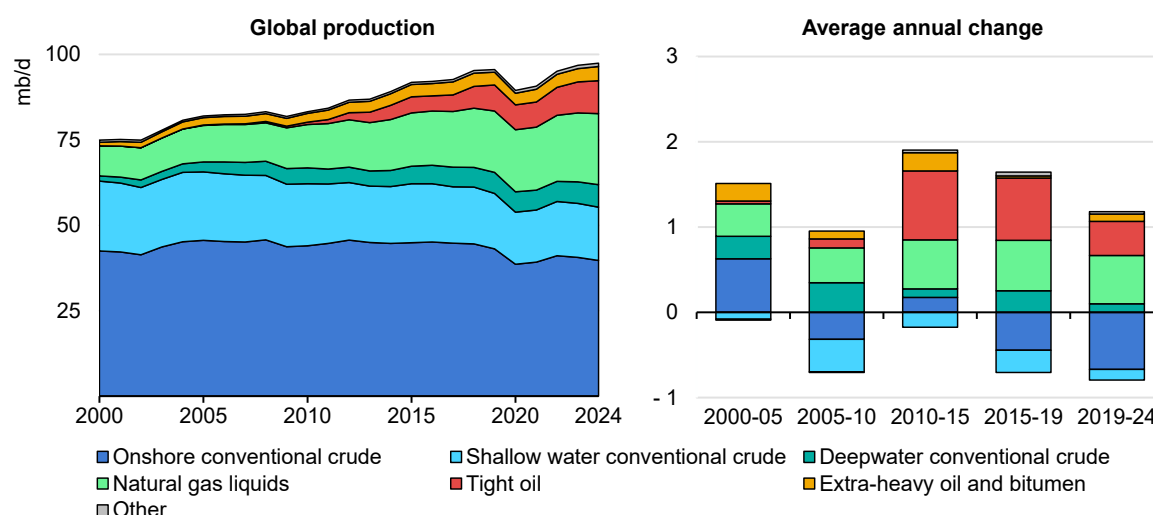 Global production
Average annual change
mb/d
100
75
50
25
2000
2005
2010
2015
2020
2024
3
2
1
0
- 1
2000-05
2005-10
2010-15
2015-19
2019-24
Onshore conventional crude
Shallow water conventional crude
Deepwater conventional crude
Natural gas liquids
Tight oil
Extra-heavy oil and bitumen
Other